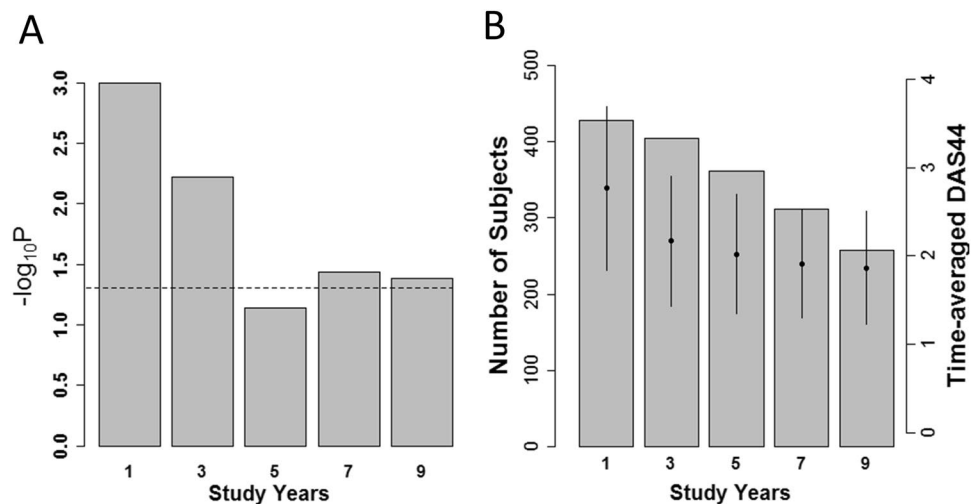 A
-log₁₀P
3.0
2.5
2.0
1.5
1.0
0.5
0.0
1 3 5 7 9
Study Years
B
Number of Subjects
500
400
300
200
100
0
4
3
2
1
0
Time-averaged DAS44
1 3 5 7 9
Study Years